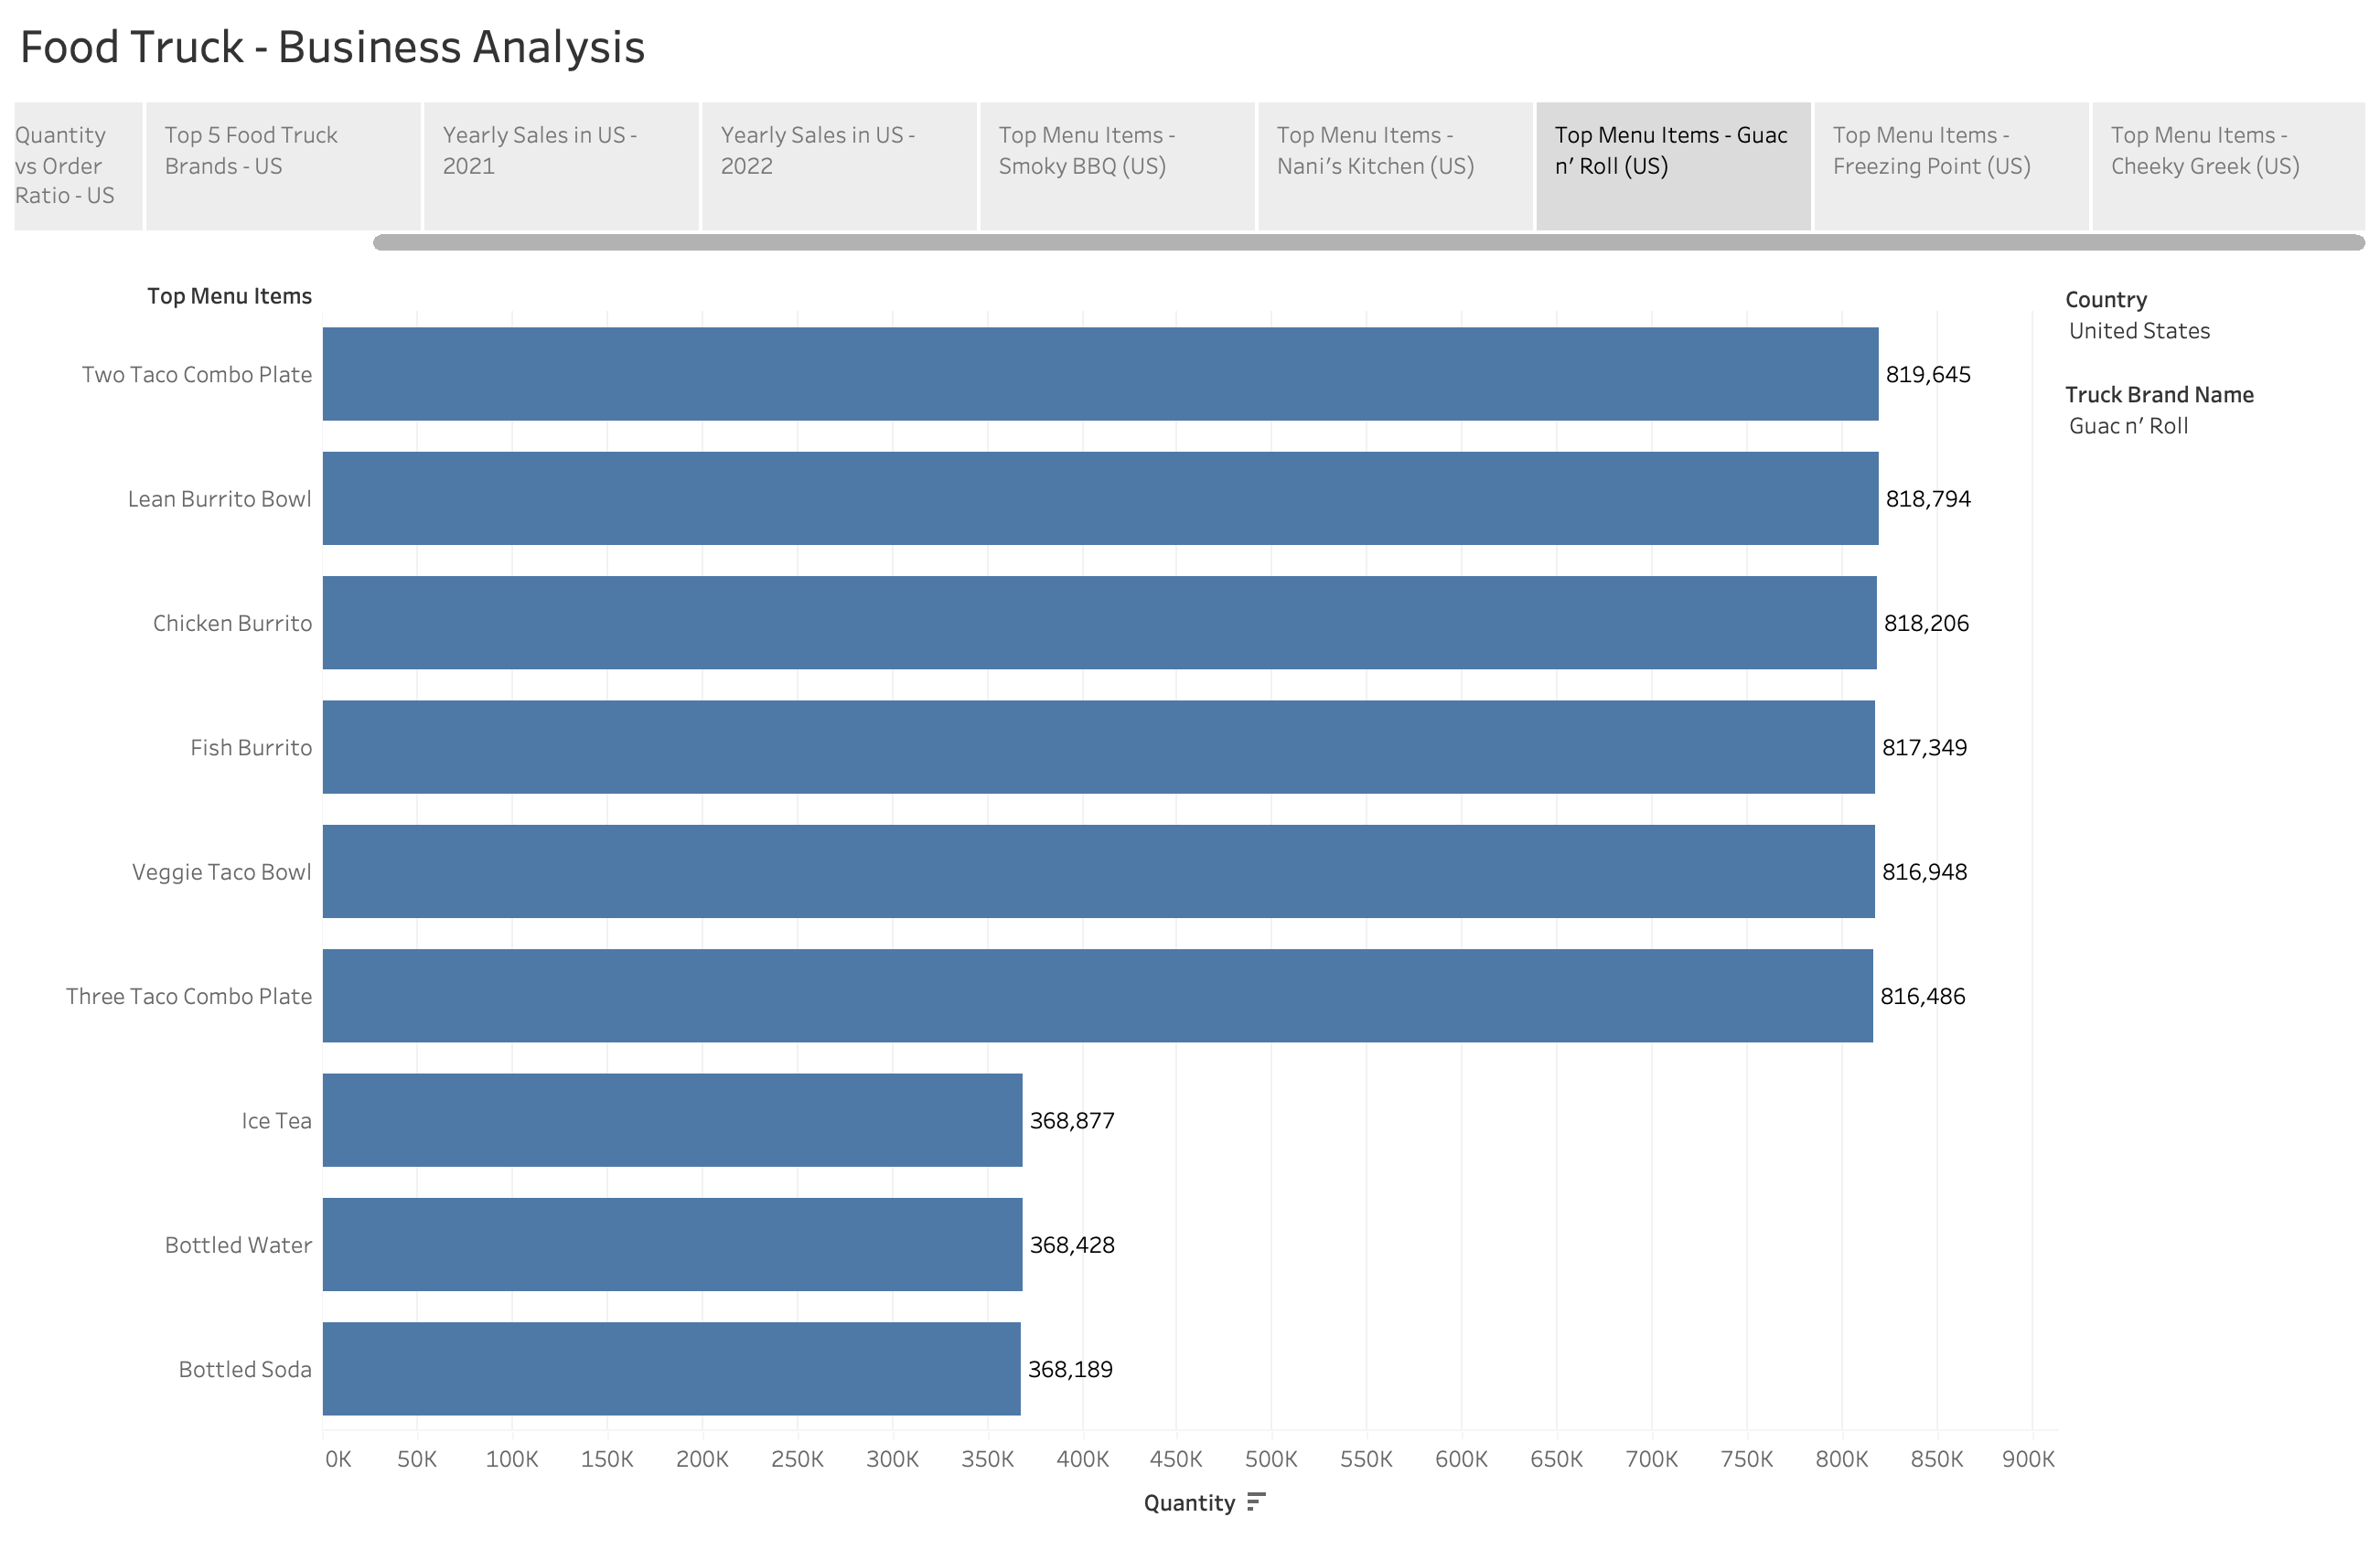 Food Truck - Business Analysis
Quantity
vs Order
Ratio - US
Top 5 Food Truck
Brands - US
Yearly Sales in US -
2021
Yearly Sales in US -
2022
Top Menu Items -
Smoky BBQ (US)
Top Menu Items -
Nani's Kitchen (US)
Top Menu Items - Guac
n' Roll (US)
Top Menu Items -
Freezing Point (US)
Top Menu Items -
Cheeky Greek (US)
Top Menu Items
Two Taco Combo Plate 819,645
Lean Burrito Bowl 818,794
Chicken Burrito 818,206
Fish Burrito 817,349
Veggie Taco Bowl 816,948
Three Taco Combo Plate 816,486
Ice Tea 368,877
Bottled Water 368,428
Bottled Soda 368,189
0K 50K 100K 150K 200K 250K 300K 350K 400K 450K 500K 550K 600K 650K 700K 750K 800K 850K 900K
Quantity
Country
United States
Truck Brand Name
Guac n' Roll